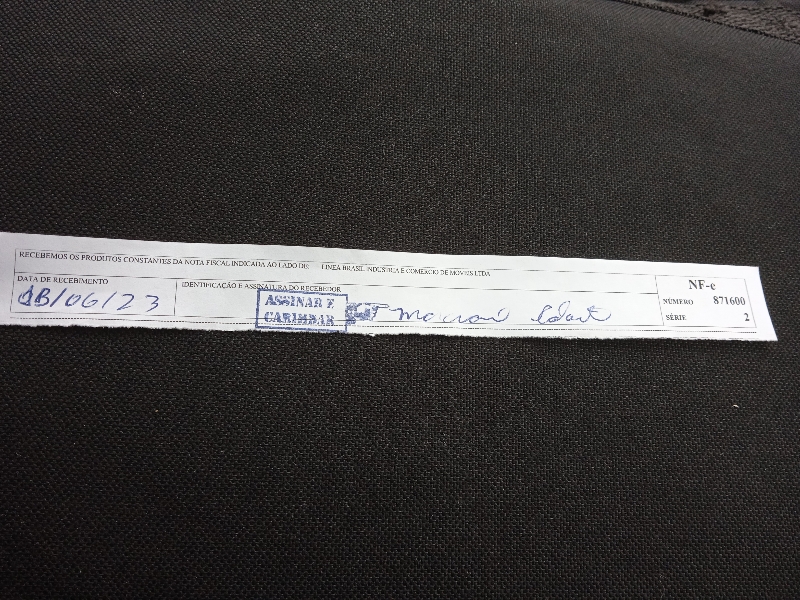 RECEBEMOS OS PRODUTOS CONSTANTES DA NOTA FISCAL INDICADA AO LADO DE: LINEA BRASIL INDUSTRIA E COMERCIO DE MOVEIS LTDA
NF-e
DATA DE RECEBIMENTO
IDENTIFICAÇÃO E ASSINATURA DO RECEBEDOR
NÚMERO 871600
/06/23
ASSINAR E
CARIMBAR
SÉRIE 2